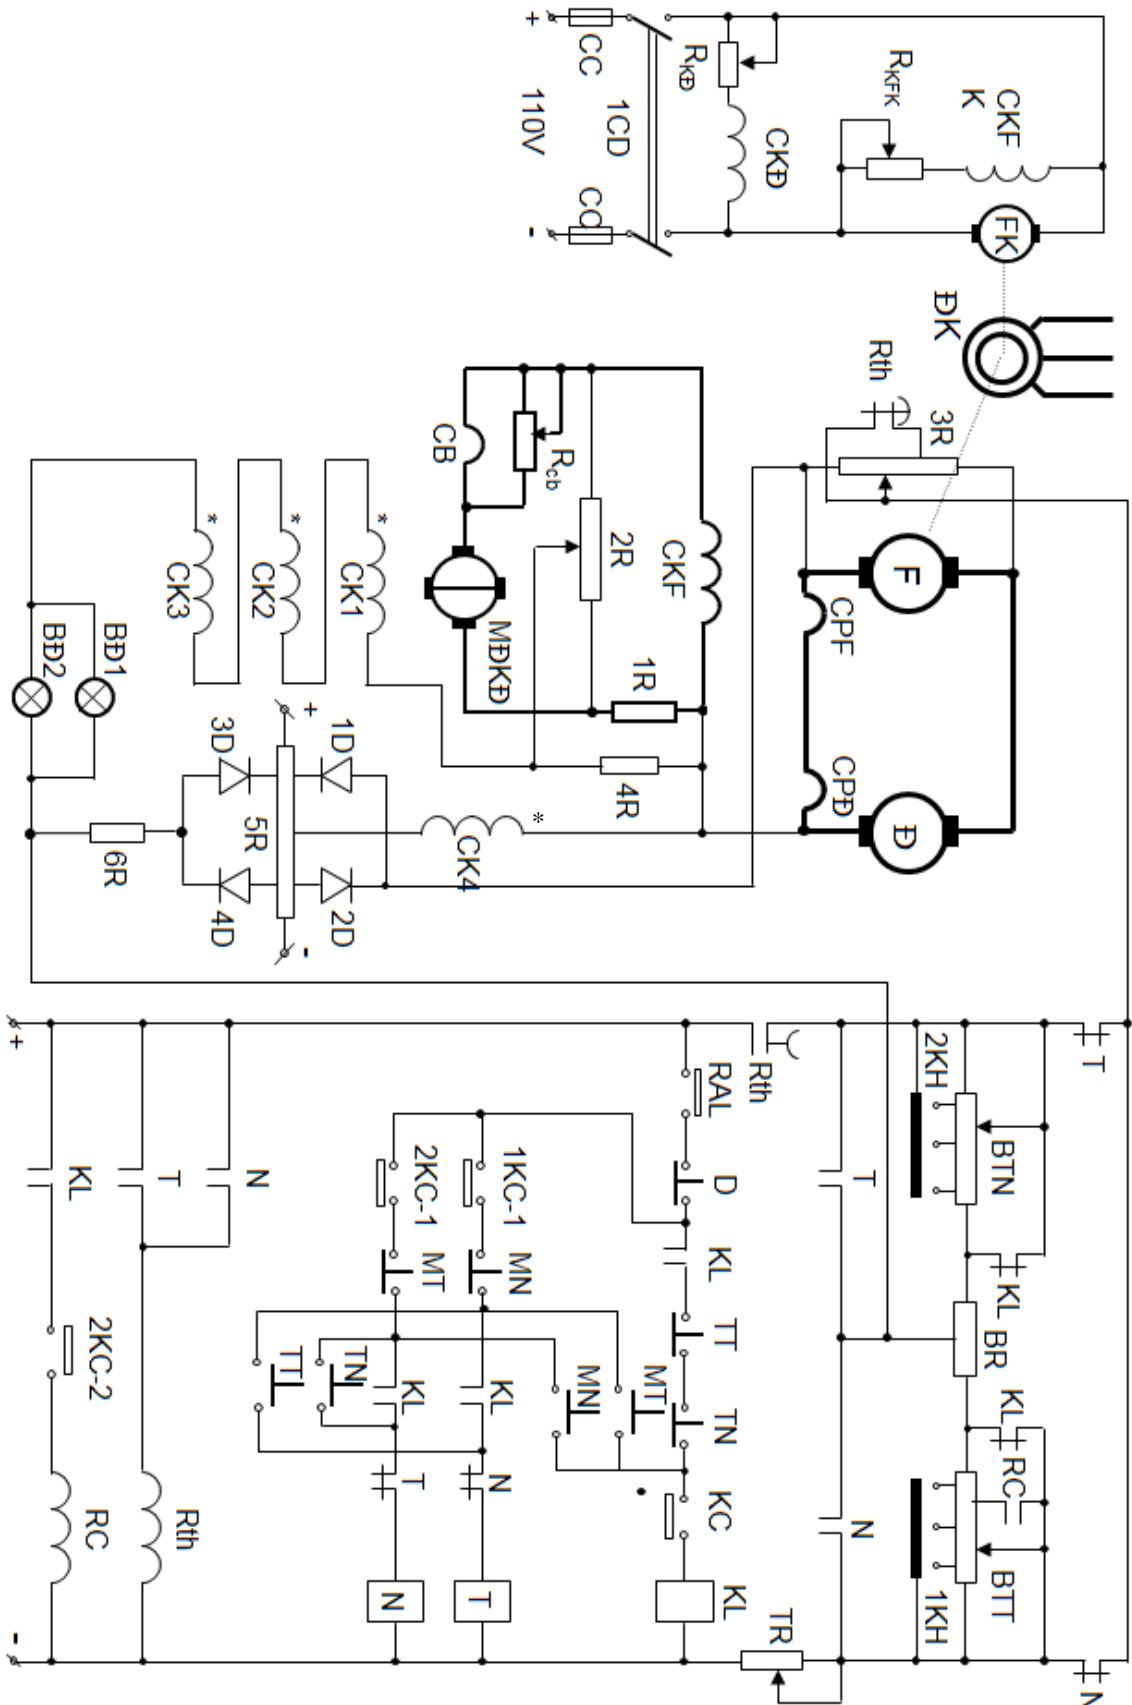 +
CC
1CD
110V
CC
-
R_KĐ
CKĐ
R_KFK
CKF
K
FK
ĐK
Rth
3R
F
CPF
CPĐ
Đ
CKF
2R
R_cb
CB
MĐKĐ
1R
4R
*
CK1
*
CK2
*
CK3
BĐ1
BĐ2
+
1D
3D
5R
*
CK4
2D
4D
-
6R
T
2KH
BTN
KL
BR
KL
RC
BTT
1KH
N
T
N
TR
Rth
RAL
D
KL
TT
TN
KC
KL
MT
MN
1KC-1
MN
KL
N
T
2KC-1
MT
KL
T
N
TN
TT
N
T
Rth
KL
2KC-2
RC
+
-